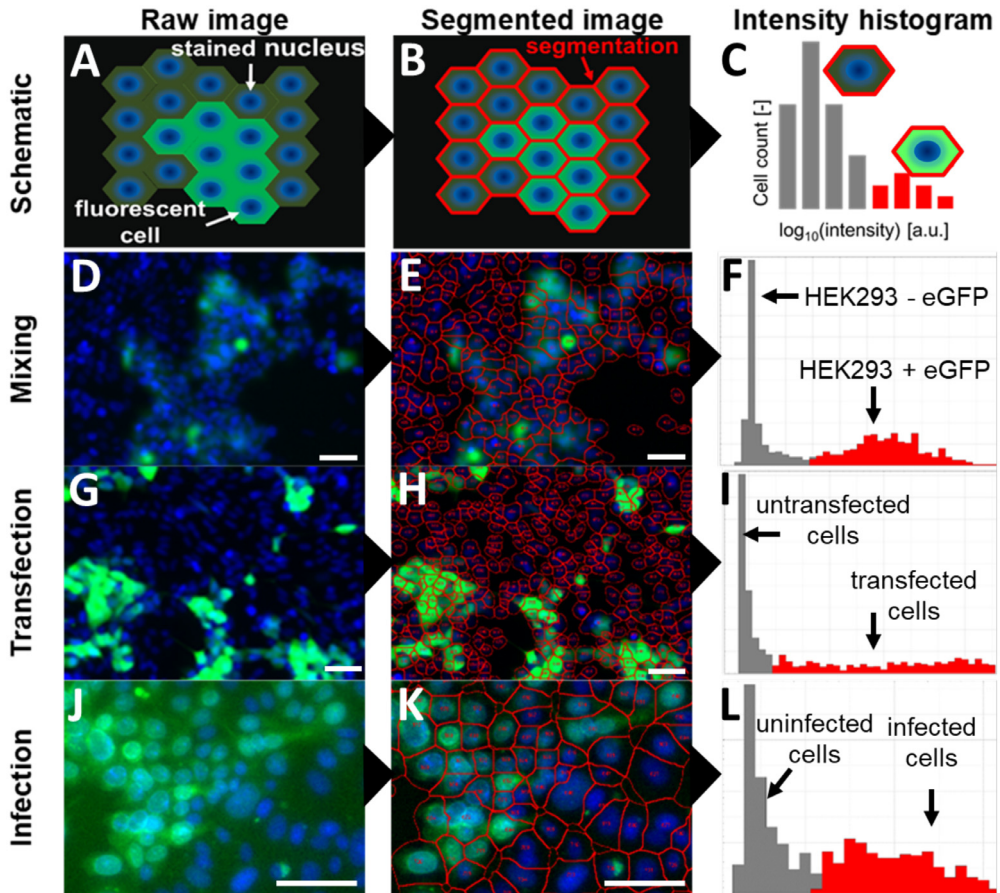 Raw image
Segmented image
Intensity histogram
Schematic
A
stained nucleus
fluorescent
cell
B
segmentation
C
Cell count [-]
log10(intensity) [a.u.]
Mixing
D
E
F
HEK293 - eGFP
HEK293 + eGFP
Transfection
G
H
I
untransfected
cells
transfected
cells
Infection
J
K
L
uninfected
cells
infected
cells